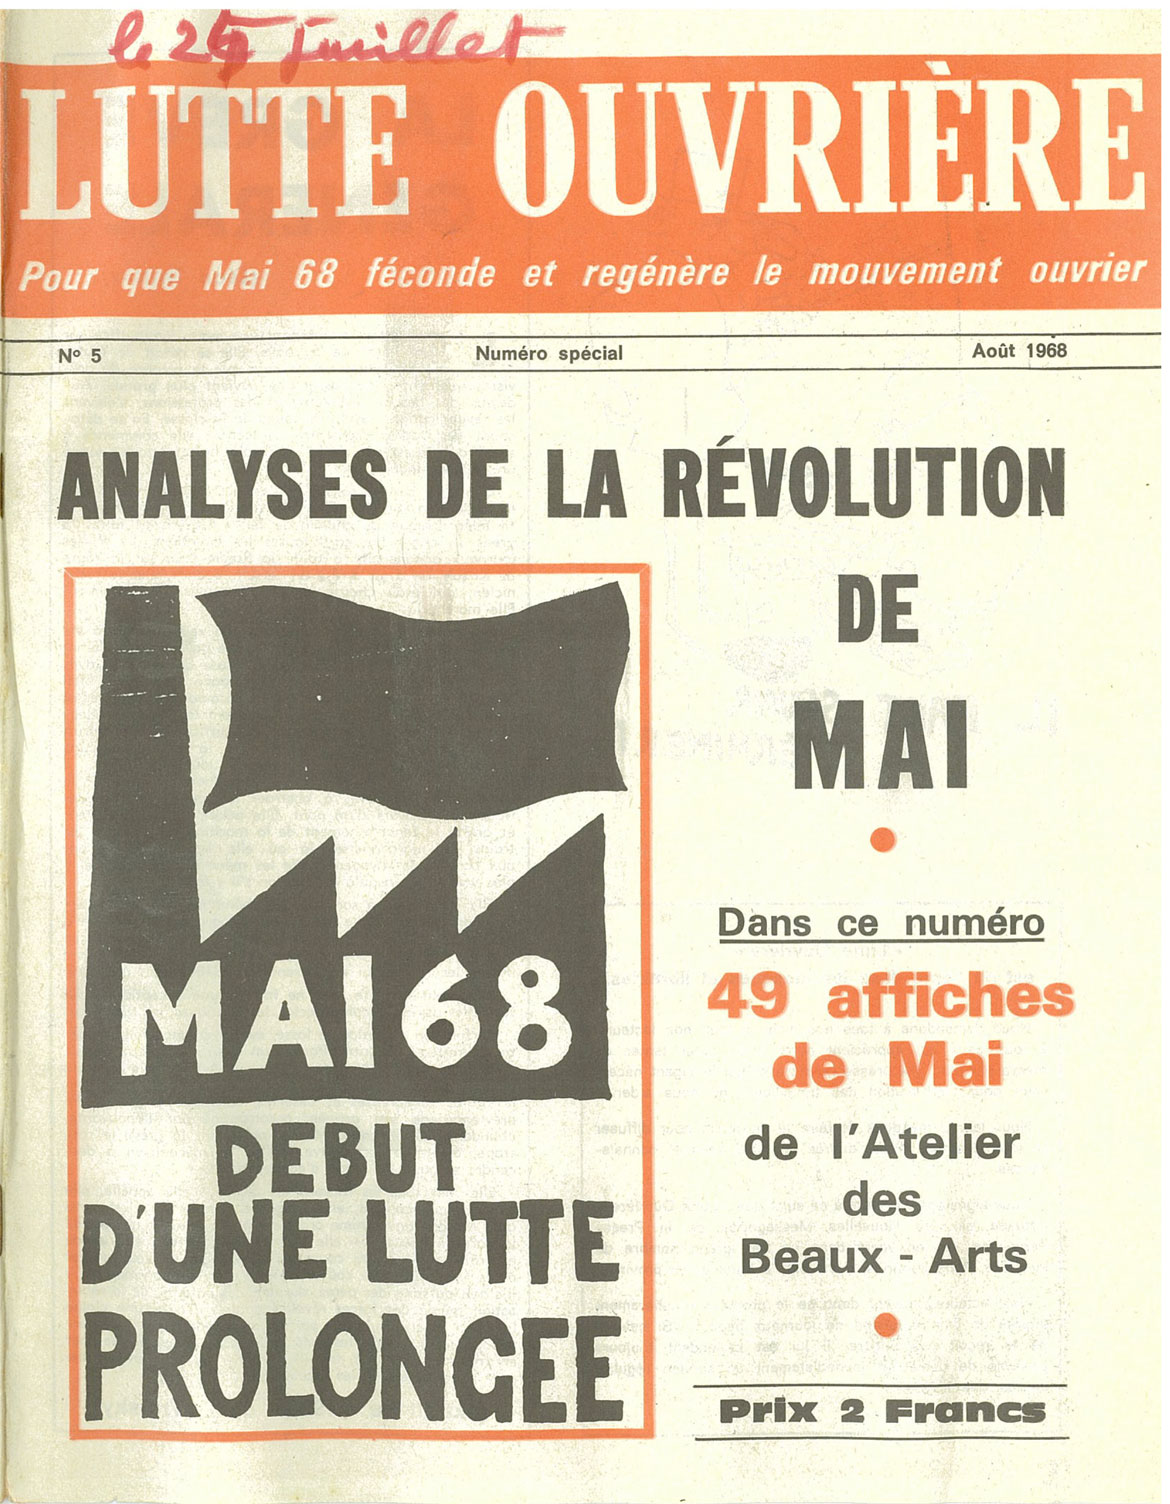 le juillet
LUTTE OUVRIÈRE
Pour que Mai 68 féconde et regénère le mouvement ouvrier
Nº 5 Numéro spécial Août 1968
ANALYSES DE LA RÉVOLUTION
DE
MAI
MAI 68
DEBUT
D'UNE LUTTE
PROLONGEE
Dans ce numéro
49 affiches
de Mai
de l'Atelier
des
Beaux - Arts
Prix 2 Francs